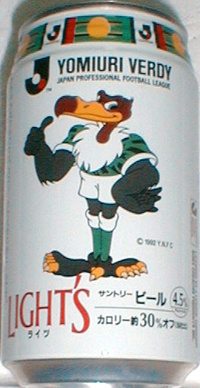 J
YOMIURI VERDY
JAPAN PROFESSIONAL FOOTBALL LEAGUE
© 1992 Y.R.F.C
LIGHT'S
ライツ
サントリー ビール 4.5%
カロリー約30%オフ